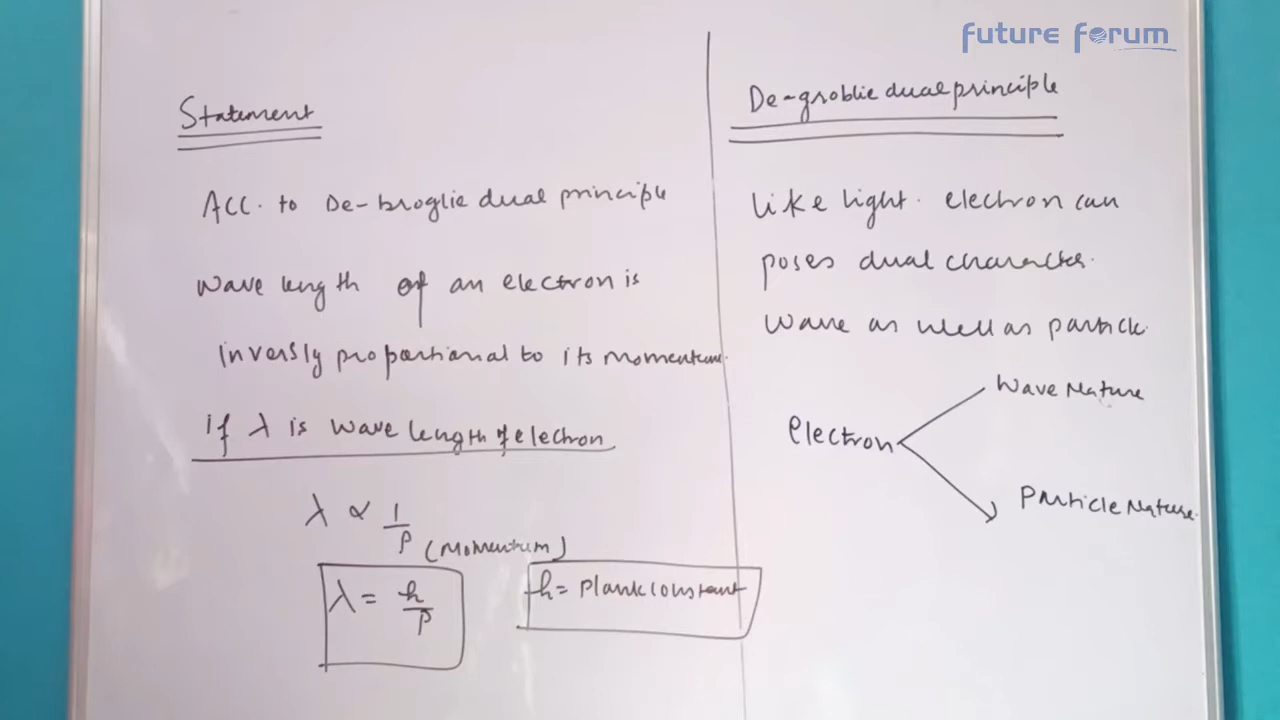 future forum
Statement
Acc. to De-broglie dual principle
wave length of an electron is
inversly proportional to its momentum.
if λ is wave length of electron
λ ∝ 1/p (Momentum)
λ = h/p
h = Plank constant
De-groblie dual principle
Like light. electron can
poses dual character.
wave as well as particle.
electron
Wave Nature
Particle Nature.